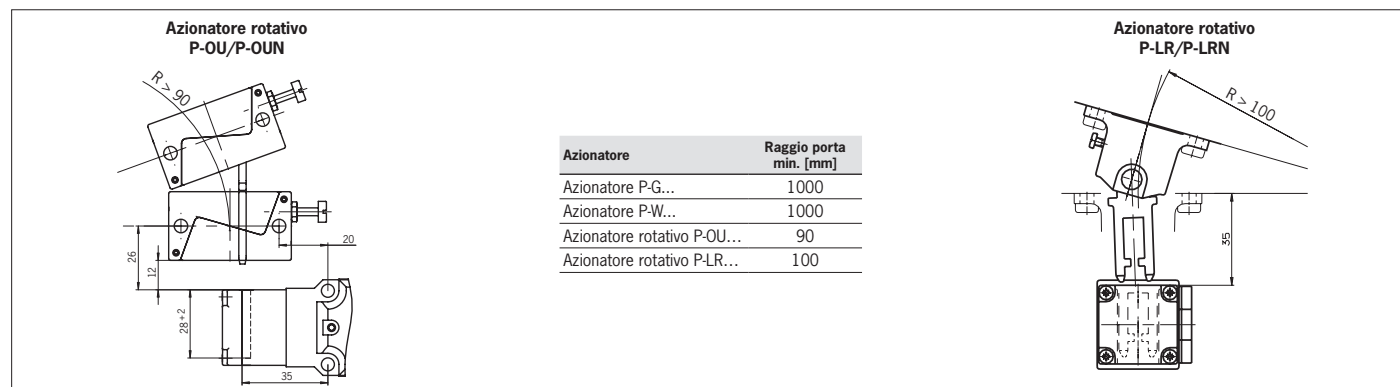 Azionatore rotativo
P-OU/P-OUN
R > 90
20
26
12
28+2
35
Azionatore
Raggio porta
min. [mm]
Azionatore P-G... 1000
Azionatore P-W... 1000
Azionatore rotativo P-OU... 90
Azionatore rotativo P-LR... 100
Azionatore rotativo
P-LR/P-LRN
R > 100
35